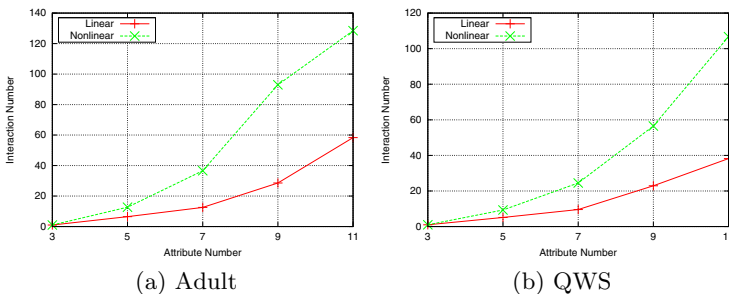 140
120
100
80
60
40
20
0
3 5 7 9 11
Interaction Number
Attribute Number
Linear
Nonlinear
(a) Adult
120
100
80
60
40
20
0
3 5 7 9 1
Interaction Number
Attribute Number
Linear
Nonlinear
(b) QWS